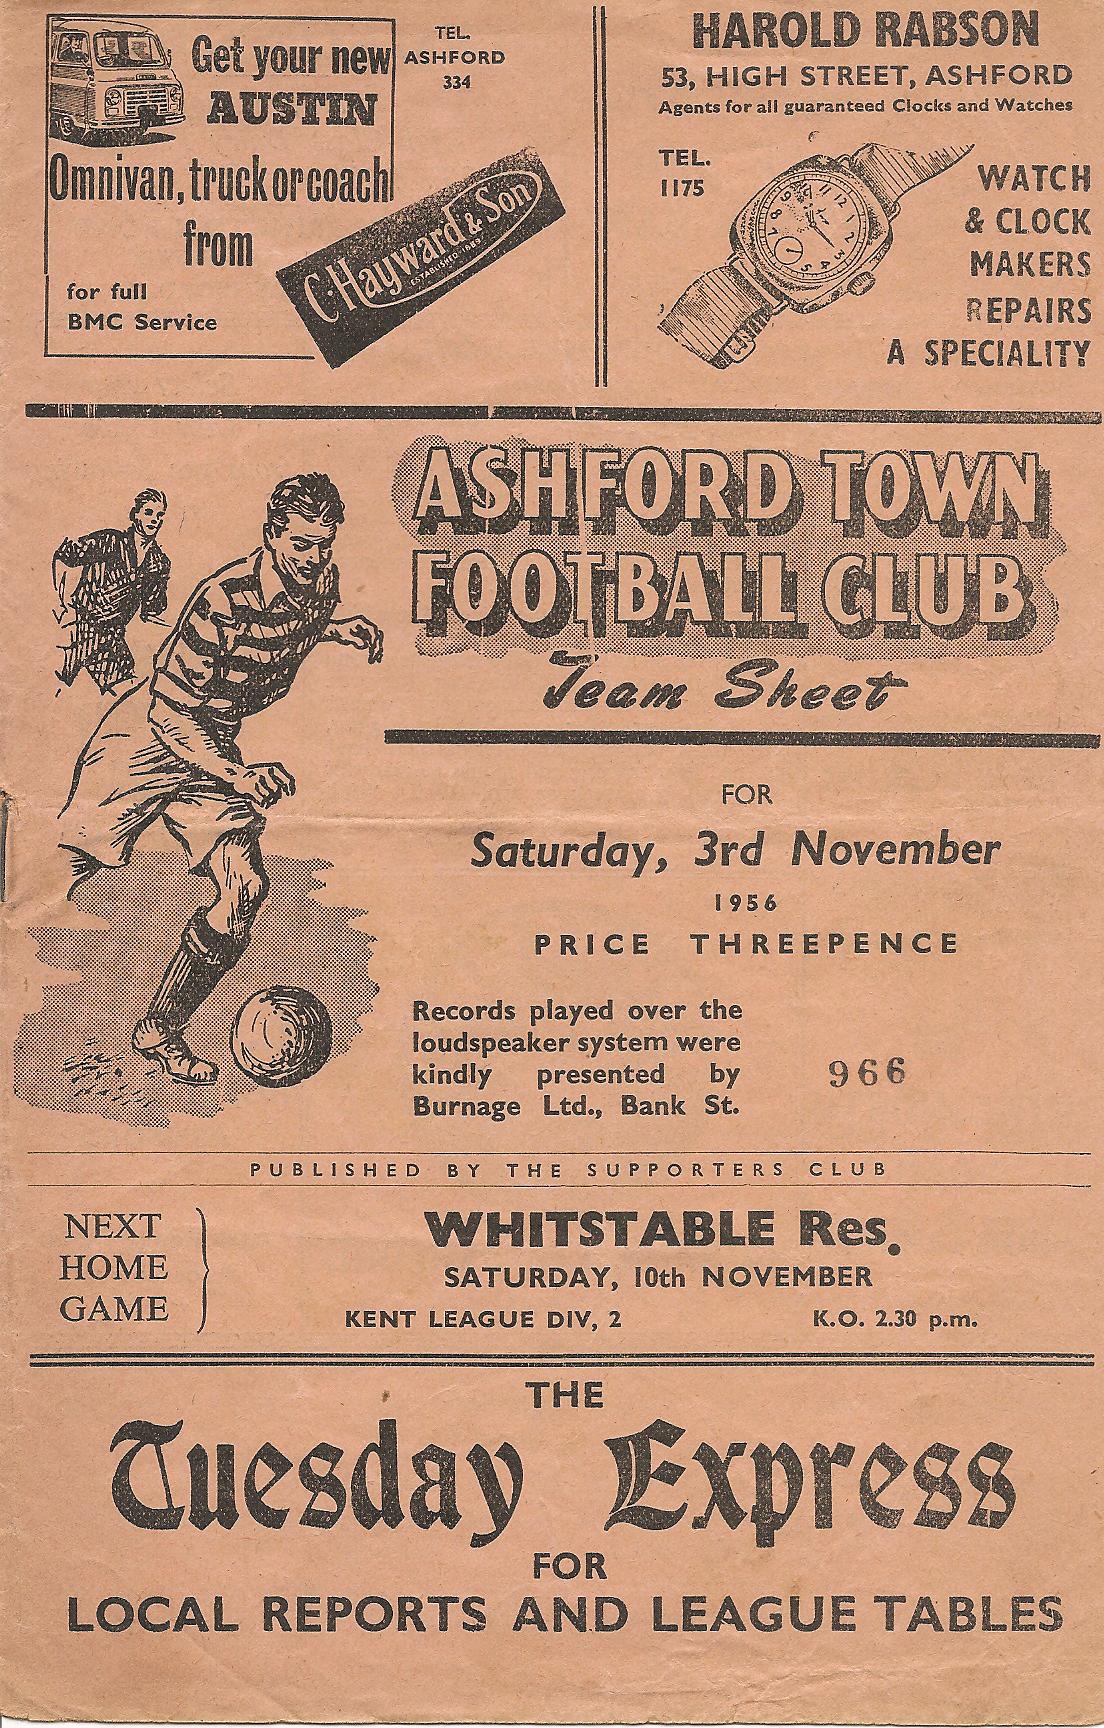 Get your new
AUSTIN
Omnivan, truck or coach
from
for full
BMC Service
TEL.
ASHFORD
334
C. Hayward & Son
ESTABLISHED 1869
HAROLD RABSON
53, HIGH STREET, ASHFORD
Agents for all guaranteed Clocks and Watches
TEL.
1175
WATCH
& CLOCK
MAKERS
REPAIRS
A SPECIALITY
ASHFORD TOWN
FOOTBALL CLUB
Team Sheet
FOR
Saturday, 3rd November
1956
PRICE THREEPENCE
Records played over the
loudspeaker system were
kindly presented by
Burnage Ltd., Bank St.
966
PUBLISHED BY THE SUPPORTERS CLUB
NEXT
HOME
GAME
WHITSTABLE Res.
SATURDAY, 10th NOVEMBER
KENT LEAGUE DIV, 2 K.O. 2.30 p.m.
THE
Tuesday Express
FOR
LOCAL REPORTS AND LEAGUE TABLES